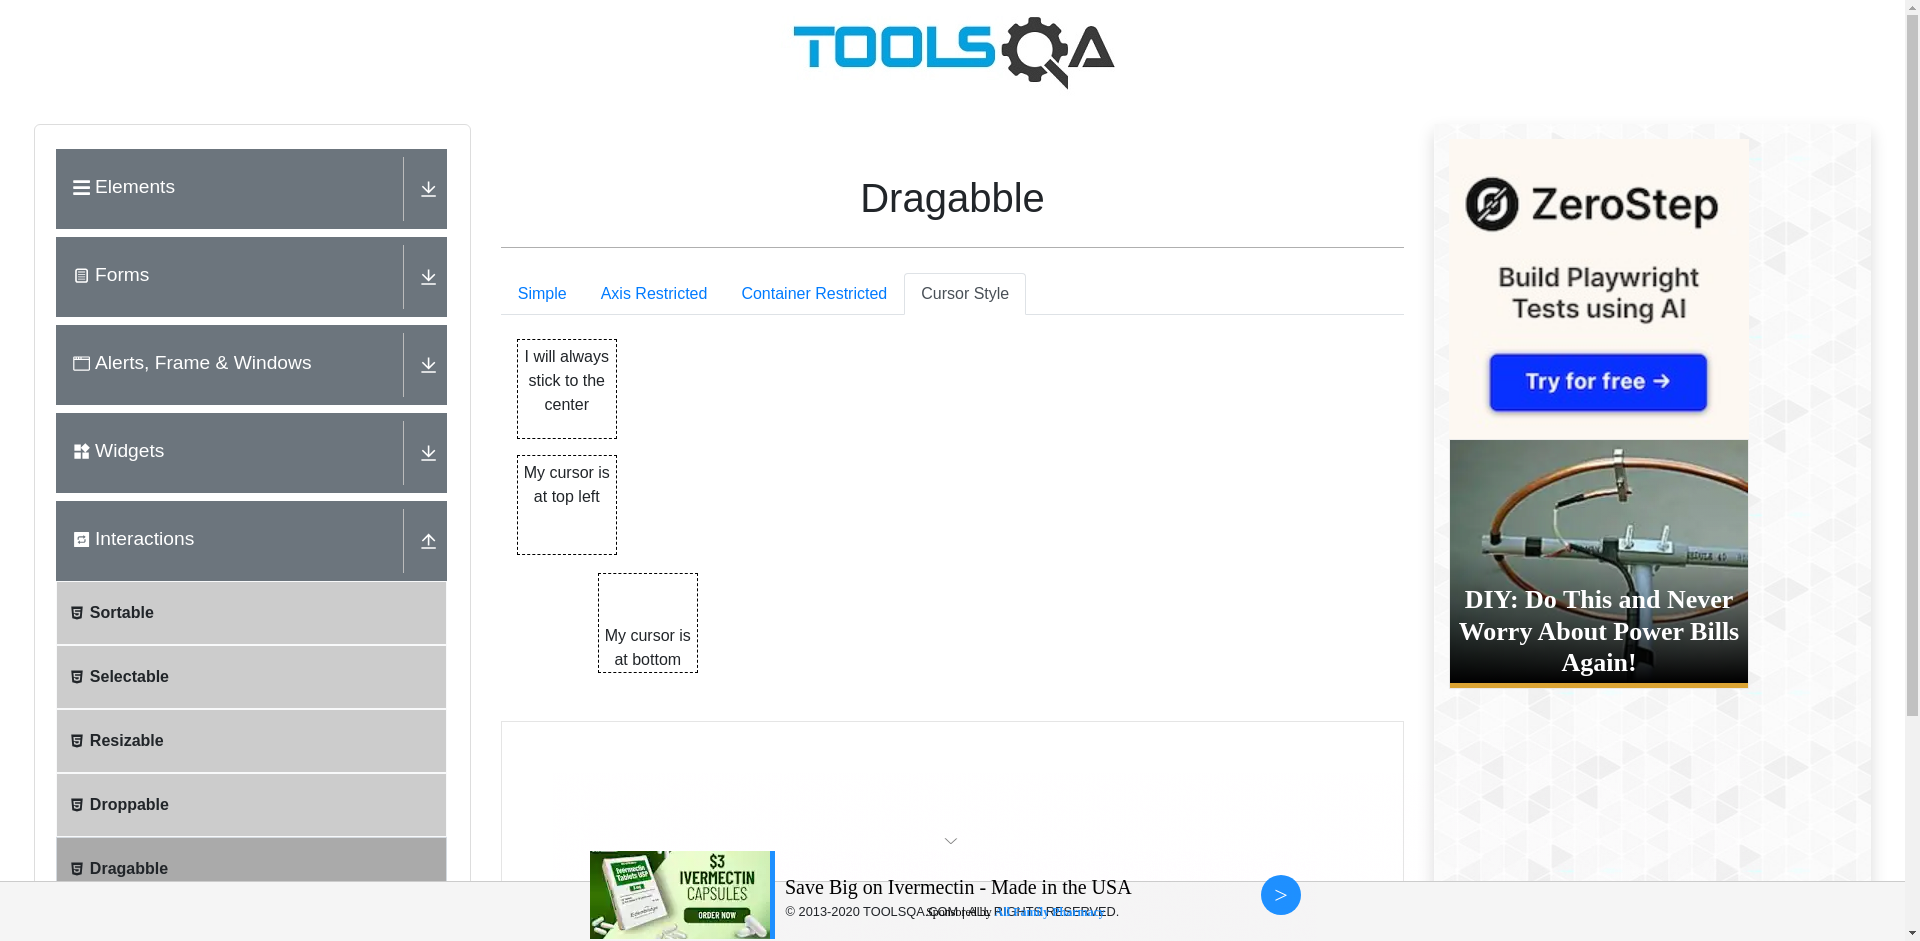 TOOLSQA
Elements
Forms
Alerts, Frame & Windows
Widgets
Interactions
Sortable
Selectable
Resizable
Droppable
Dragabble
Dragabble
Simple
Axis Restricted
Container Restricted
Cursor Style
I will always
stick to the
center
My cursor is
at top left
My cursor is
at bottom
ZeroStep
Build Playwright
Tests using AI
Try for free →
DIY: Do This and Never
Worry About Power Bills
Again!
$3
IVERMECTIN
CAPSULES
ORDER NOW
Save Big on Ivermectin - Made in the USA
© 2013-2020 TOOLSQA.COM | ALL RIGHTS RESERVED.
>